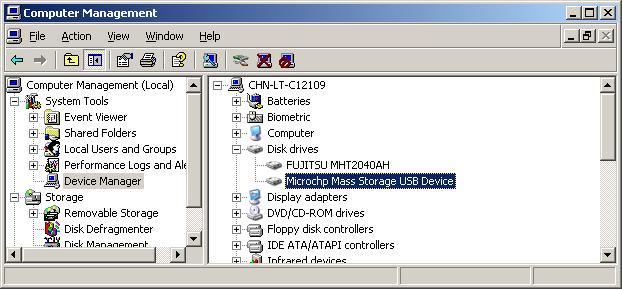 Computer Management
File Action View Window Help
Computer Management (Local)
System Tools
Event Viewer
Shared Folders
Local Users and Groups
Performance Logs and Ale
Device Manager
Storage
Removable Storage
Disk Defragmenter
Disk Management
CHN-LT-C12109
Batteries
Biometric
Computer
Disk drives
FUJITSU MHT2040AH
Microchp Mass Storage USB Device
Display adapters
DVD/CD-ROM drives
Floppy disk controllers
IDE ATA/ATAPI controllers
Infrared devices